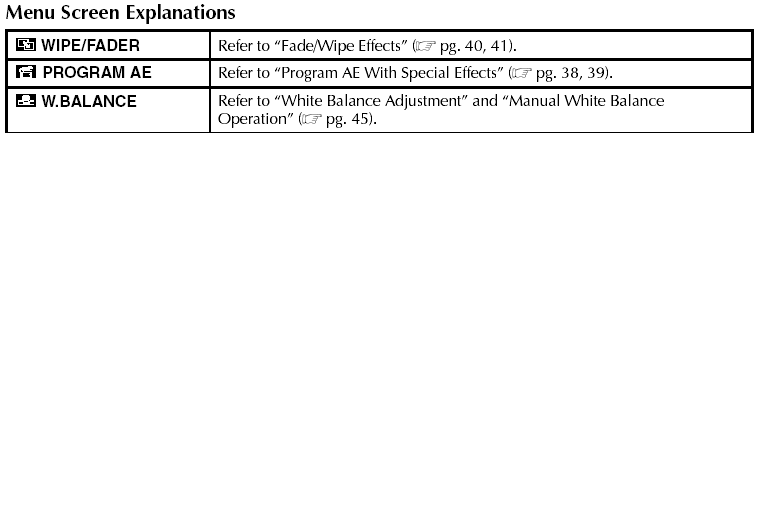 Menu Screen Explanations
WIPE/FADER Refer to “Fade/Wipe Effects” (☞ pg. 40, 41).
PROGRAM AE Refer to “Program AE With Special Effects” (☞ pg. 38, 39).
W.BALANCE Refer to “White Balance Adjustment” and “Manual White Balance
Operation” (☞ pg. 45).